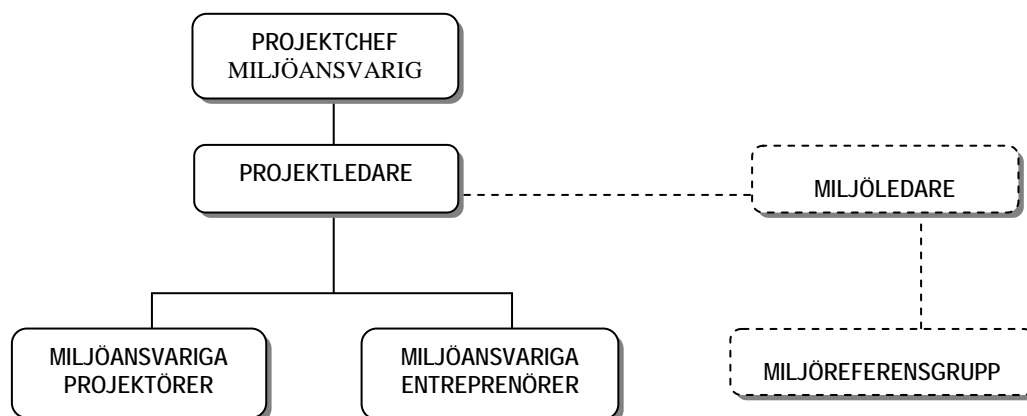 PROJEKTCHEF
MILJÖANSVARIG
PROJEKTLEDARE
MILJÖLEDARE
MILJÖANSVARIGA
PROJEKTÖRER
MILJÖANSVARIGA
ENTREPRENÖRER
MILJÖREFERENSGRUPP